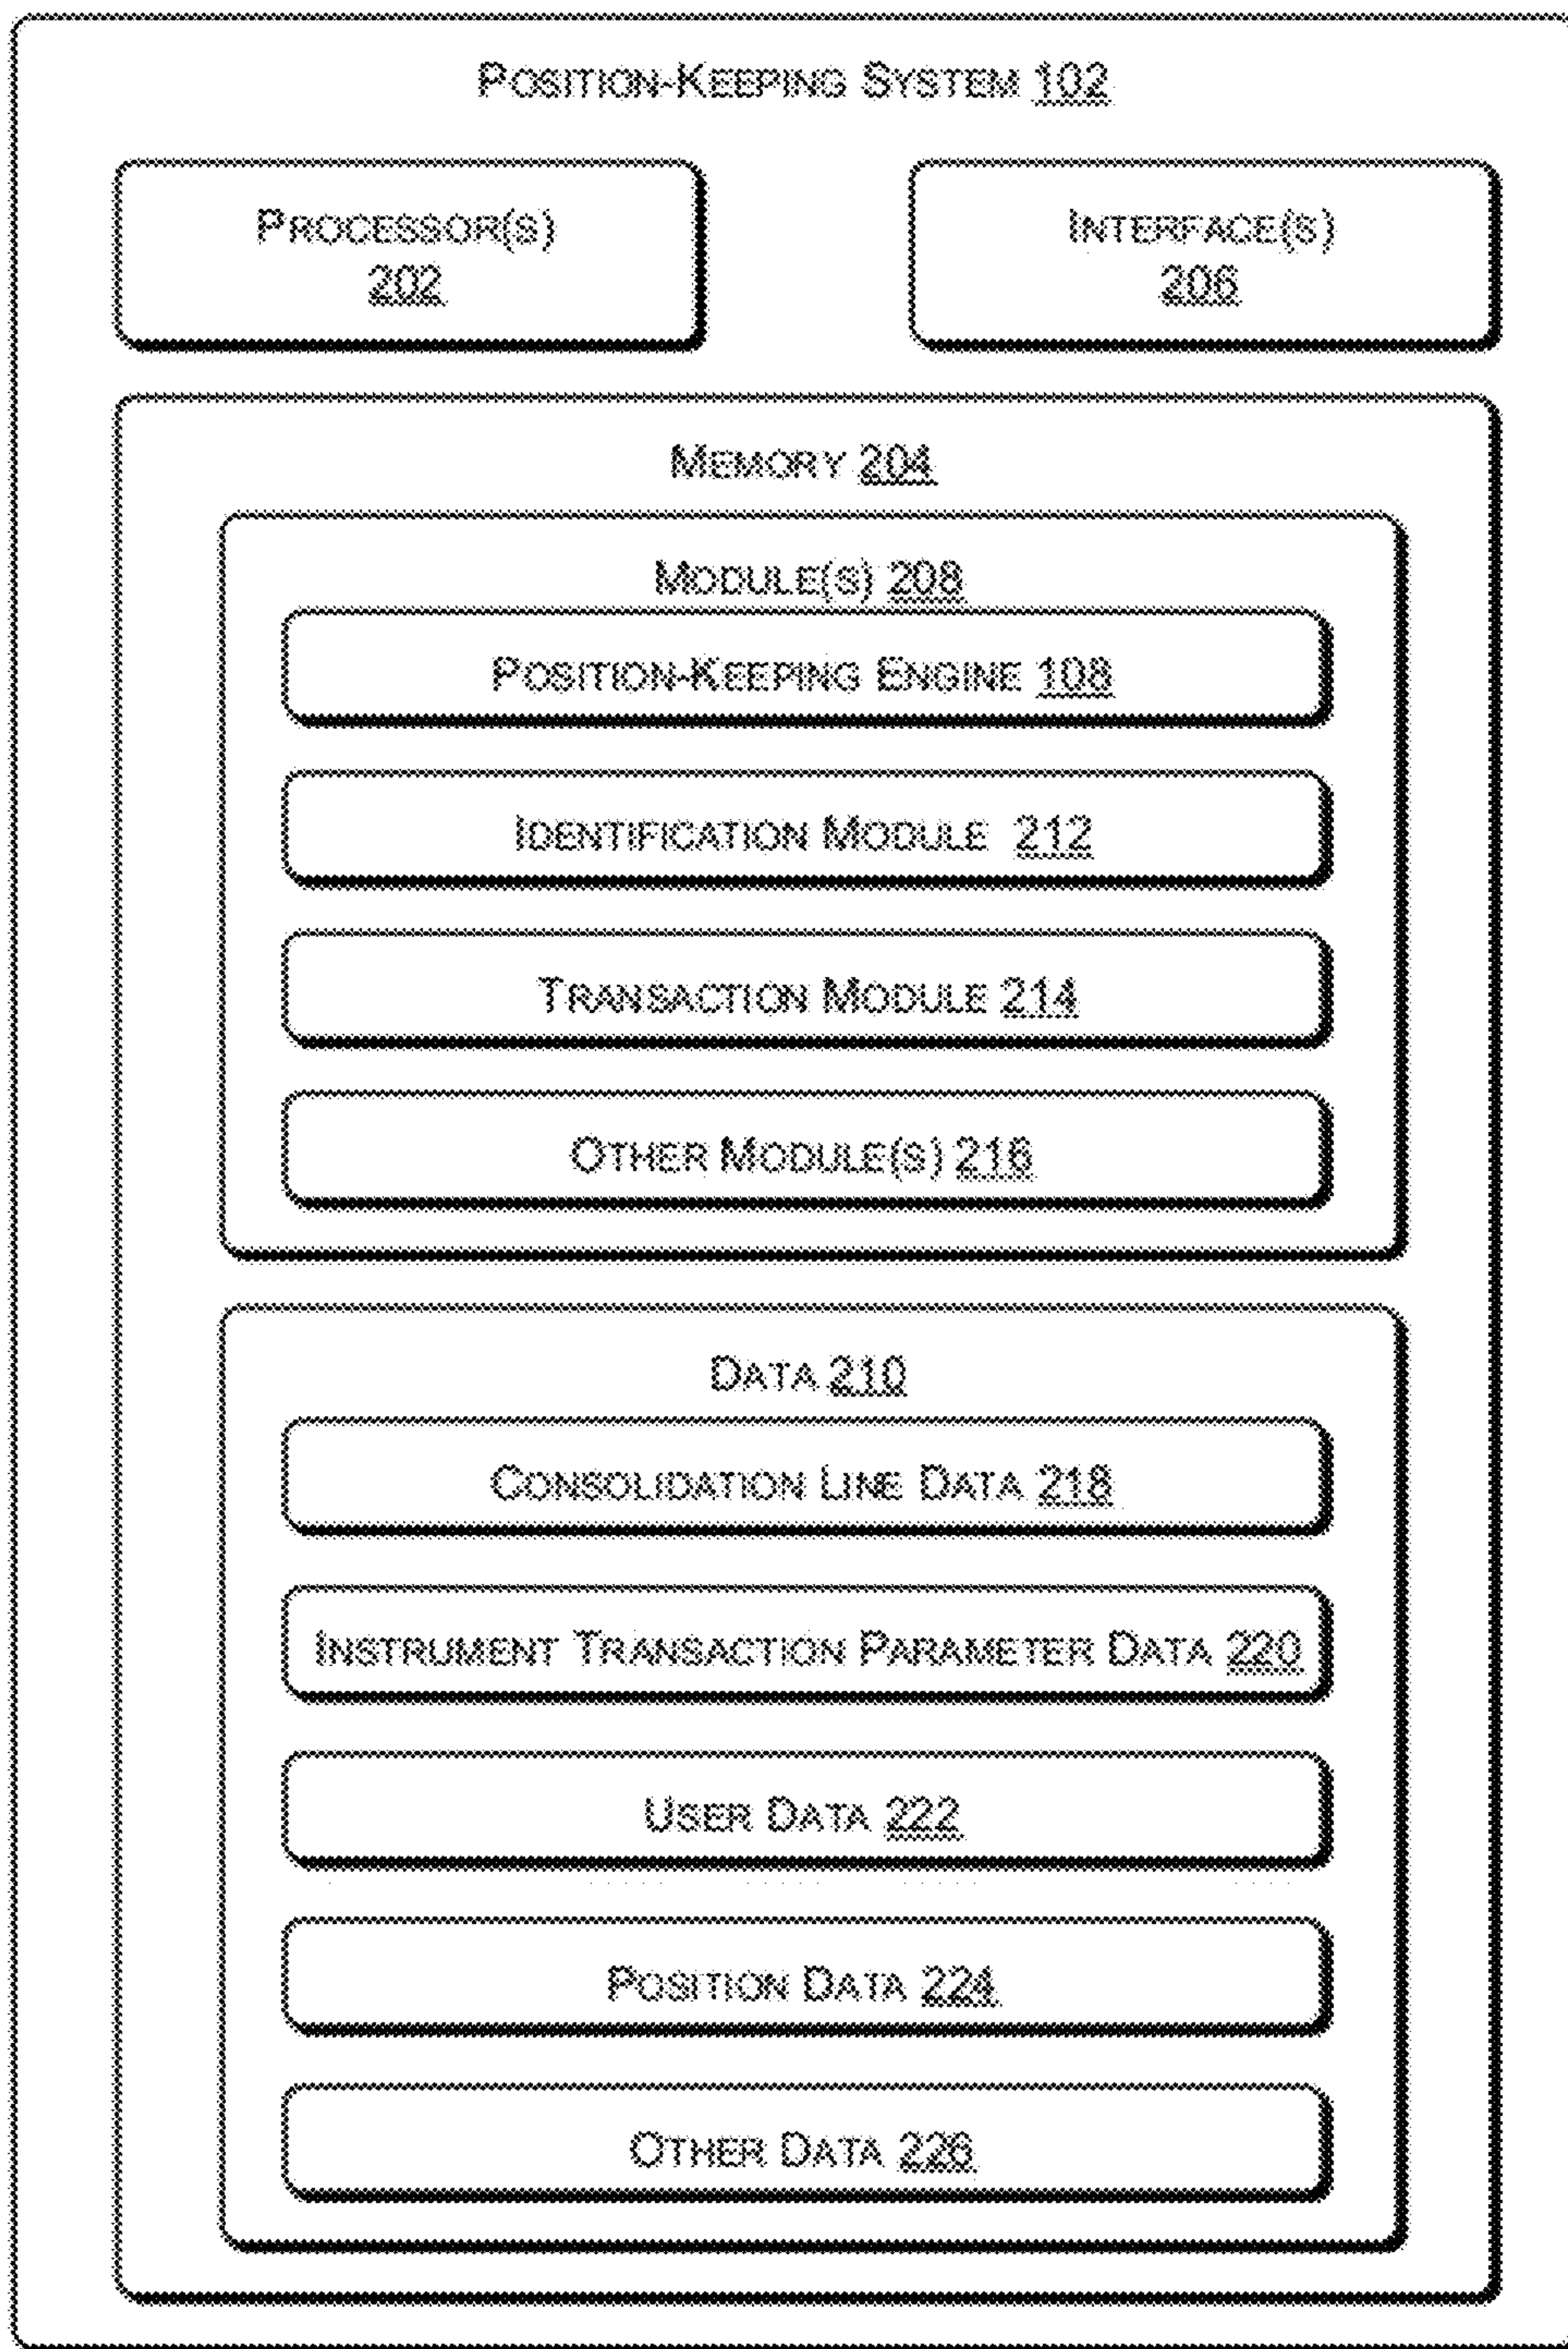 POSITION-KEEPING SYSTEM 102
PROCESSOR(S)
202
INTERFACE(S)
206
MEMORY 204
MODULE(S) 208
POSITION-KEEPING ENGINE 108
IDENTIFICATION MODULE 212
TRANSACTION MODULE 214
OTHER MODULE(S) 216
DATA 210
CONSOLIDATION LINE DATA 218
INSTRUMENT TRANSACTION PARAMETER DATA 220
USER DATA 222
POSITION DATA 224
OTHER DATA 226